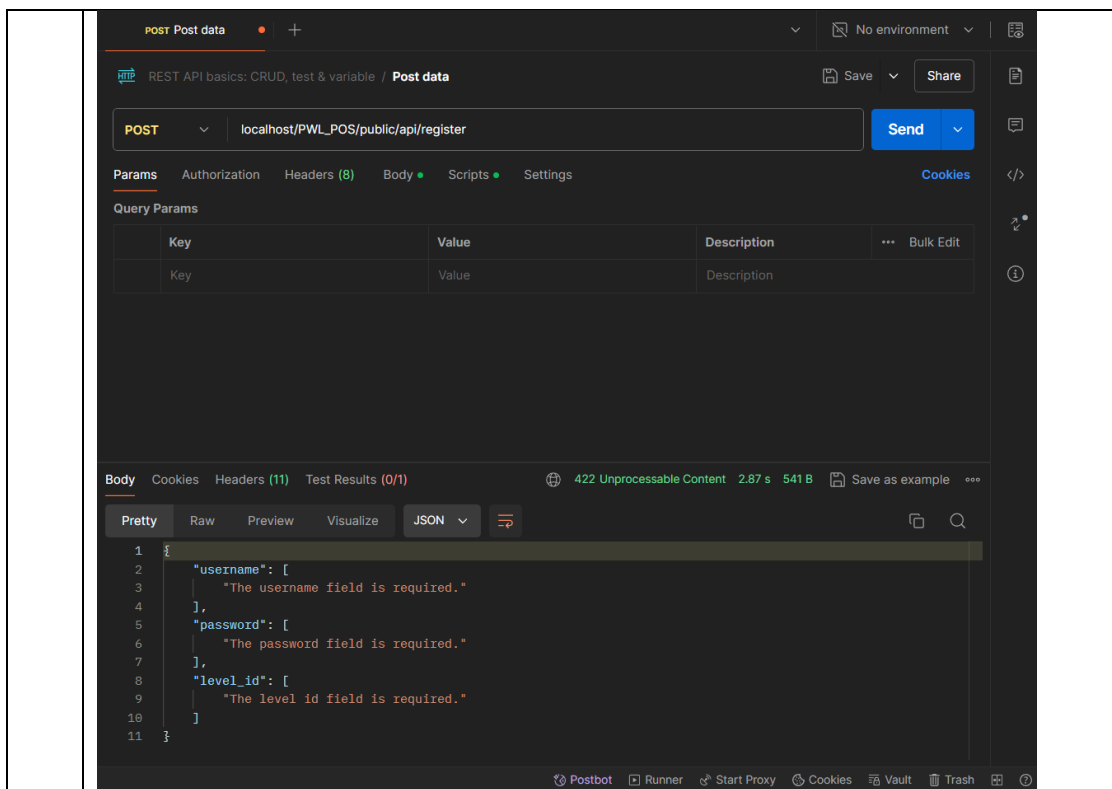 POST Post data
No environment
HTTP REST API basics: CRUD, test & variable / Post data Save Share
POST localhost/PWL_POS/public/api/register Send
Params Authorization Headers (8) Body Scripts Settings Cookies
Query Params
Key Value Description ••• Bulk Edit
Key Value Description
Body Cookies Headers (11) Test Results (0/1) 422 Unprocessable Content 2.87 s 541 B Save as example
Pretty Raw Preview Visualize JSON
1 {
2 "username": [
3 "The username field is required."
4 ],
5 "password": [
6 "The password field is required."
7 ],
8 "level_id": [
9 "The level id field is required."
10 ]
11 }
Postbot Runner Start Proxy Cookies Vault Trash